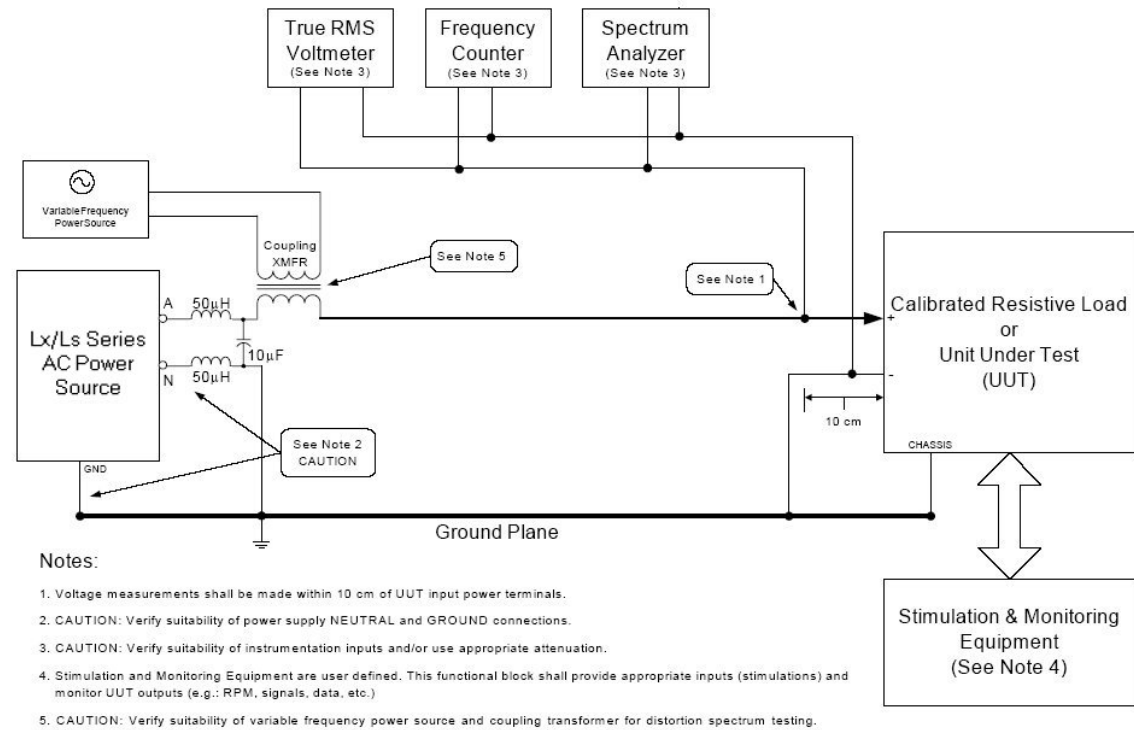 True RMS
Voltmeter
(See Note 3)
Frequency
Counter
(See Note 3)
Spectrum
Analyzer
(See Note 3)
Variable Frequency
Power Source
Coupling
XMFR
See Note 5
See Note 1
A
50µH
Lx/Ls Series
AC Power
Source
10µF
N
50µH
GND
See Note 2
CAUTION
+
Calibrated Resistive Load
or
Unit Under Test
(UUT)
-
10 cm
CHASSIS
Ground Plane
Stimulation & Monitoring
Equipment
(See Note 4)
Notes:
1. Voltage measurements shall be made within 10 cm of UUT input power terminals.
2. CAUTION: Verify suitability of power supply NEUTRAL and GROUND connections.
3. CAUTION: Verify suitability of instrumentation inputs and/or use appropriate attenuation.
4. Stimulation and Monitoring Equipment are user defined. This functional block shall provide appropriate inputs (stimulations) and
monitor UUT outputs (e.g.: RPM, signals, data, etc.)
5. CAUTION: Verify suitability of variable frequency power source and coupling transformer for distortion spectrum testing.